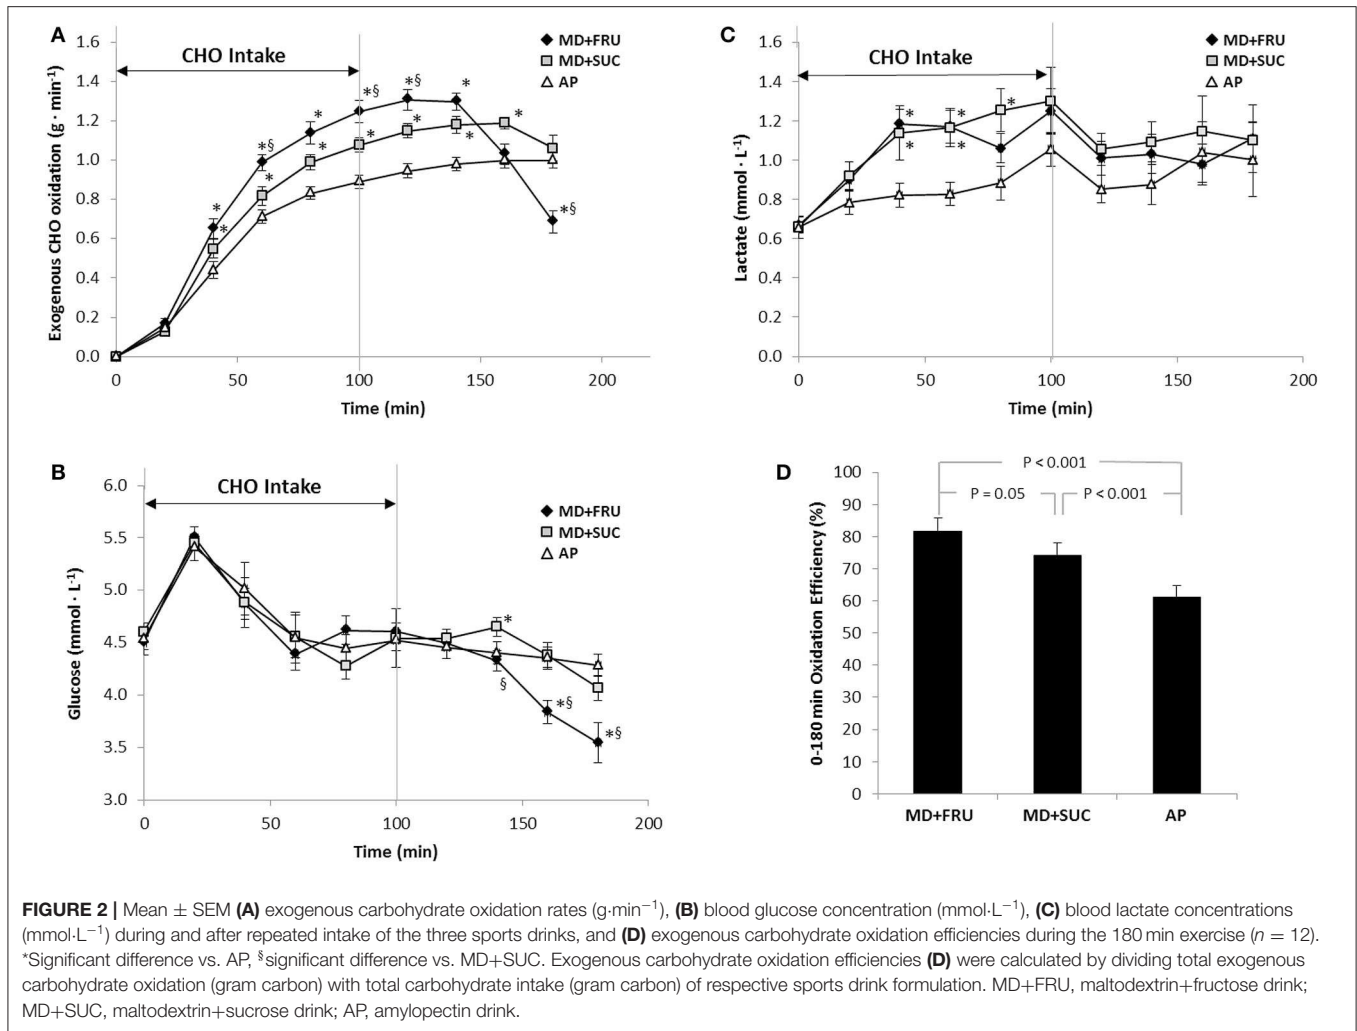 A
1.6
1.4
1.2
1.0
0.8
0.6
0.4
0.2
0.0
Exogenous CHO oxidation (g · min⁻¹)
CHO Intake
MD+FRU
MD+SUC
AP
*
*
*§
*
*
*
*§
*
*§
*
*
*
*
*§
0
50
100
150
200
Time (min)
C
1.6
1.4
1.2
1.0
0.8
0.6
0.4
0.2
0.0
Lactate (mmol · L⁻¹)
CHO Intake
MD+FRU
MD+SUC
AP
*
*
*
*
*
0
50
100
150
200
Time (min)
B
6.0
5.5
5.0
4.5
4.0
3.5
3.0
Glucose (mmol · L⁻¹)
CHO Intake
MD+FRU
MD+SUC
AP
*
§
*§
*§
0
50
100
150
200
Time (min)
D
100
90
80
70
60
50
40
30
20
10
0
0-180 min Oxidation Efficiency (%)
P < 0.001
P = 0.05
P < 0.001
MD+FRU
MD+SUC
AP
FIGURE 2 | Mean ± SEM (A) exogenous carbohydrate oxidation rates (g·min−1), (B) blood glucose concentration (mmol·L−1), (C) blood lactate concentrations
(mmol·L−1) during and after repeated intake of the three sports drinks, and (D) exogenous carbohydrate oxidation efficiencies during the 180 min exercise (n = 12).
*Significant difference vs. AP, §significant difference vs. MD+SUC. Exogenous carbohydrate oxidation efficiencies (D) were calculated by dividing total exogenous
carbohydrate oxidation (gram carbon) with total carbohydrate intake (gram carbon) of respective sports drink formulation. MD+FRU, maltodextrin+fructose drink;
MD+SUC, maltodextrin+sucrose drink; AP, amylopectin drink.